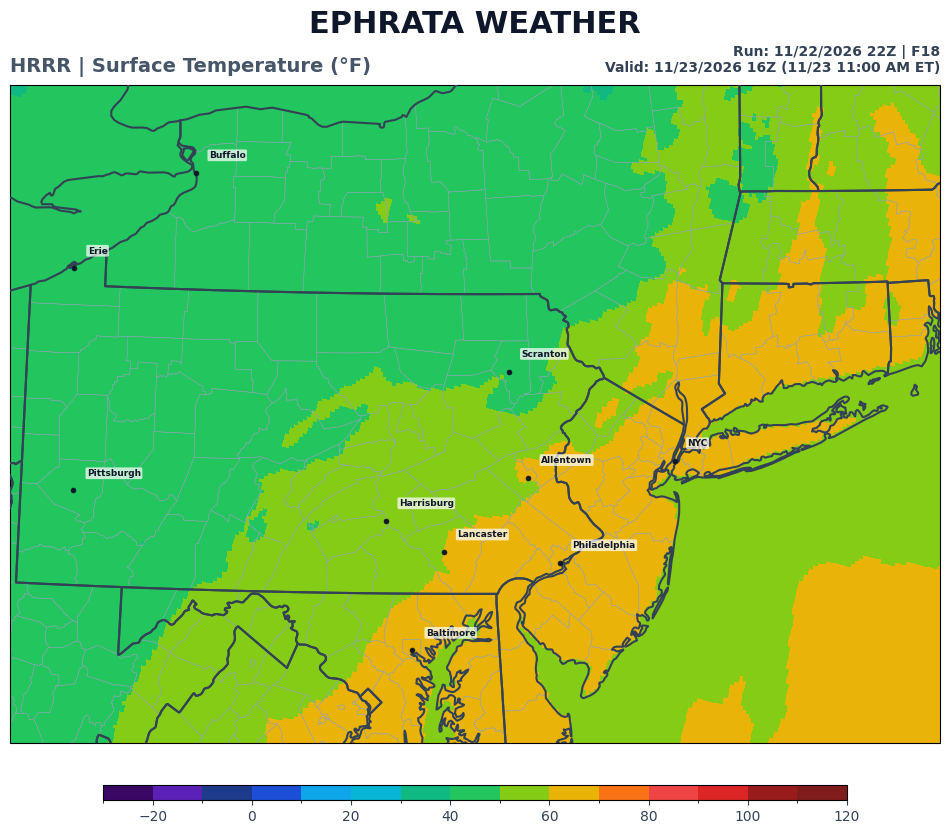 EPHRATA WEATHER
HRRR | Surface Temperature (°F)
Run: 11/22/2026 22Z | F18
Valid: 11/23/2026 16Z (11/23 11:00 AM ET)
Buffalo
Erie
Scranton
NYC
Allentown
Pittsburgh
Harrisburg
Lancaster
Philadelphia
Baltimore
−20 0 20 40 60 80 100 120